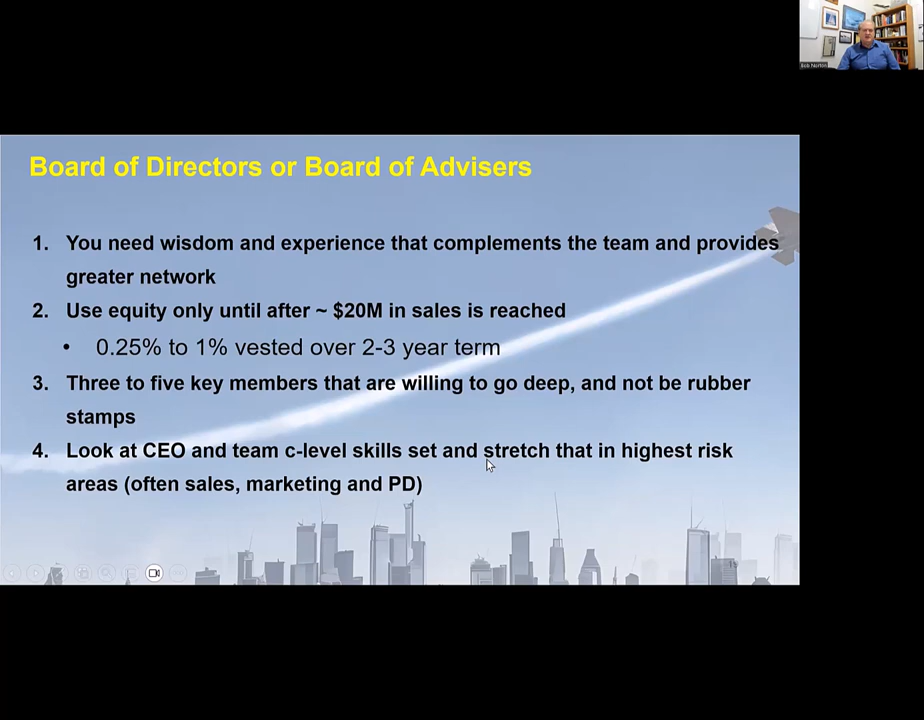 Bob Norton
Board of Directors or Board of Advisers
1. You need wisdom and experience that complements the team and provides
greater network
2. Use equity only until after ~ $20M in sales is reached
• 0.25% to 1% vested over 2-3 year term
3. Three to five key members that are willing to go deep, and not be rubber
stamps
4. Look at CEO and team c-level skills set and stretch that in highest risk
areas (often sales, marketing and PD)